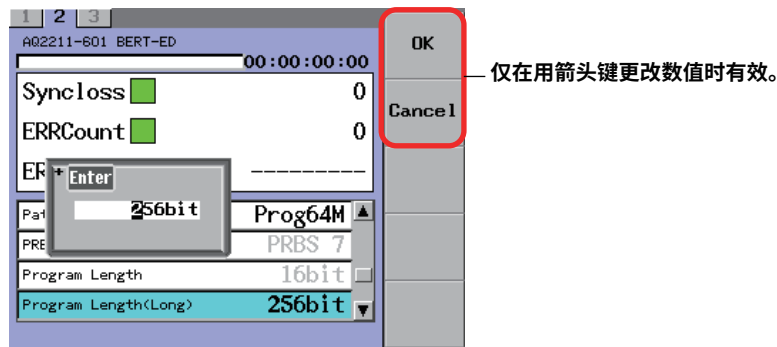 1 2 3
AQ2211-601 BERT-ED
00:00:00:00
Syncloss 0
ERRCount 0
ER ---------
Enter
256bit
Pat Prog64M
PRB PRBS 7
Program Length 16bit
Program Length(Long) 256bit
OK
Cancel
仅在用箭头键更改数值时有效。